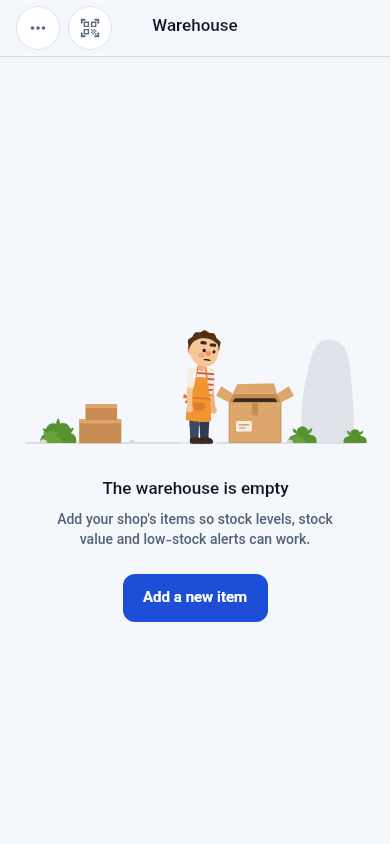 Warehouse
The warehouse is empty
Add your shop's items so stock levels, stock
value and low-stock alerts can work.
Add a new item